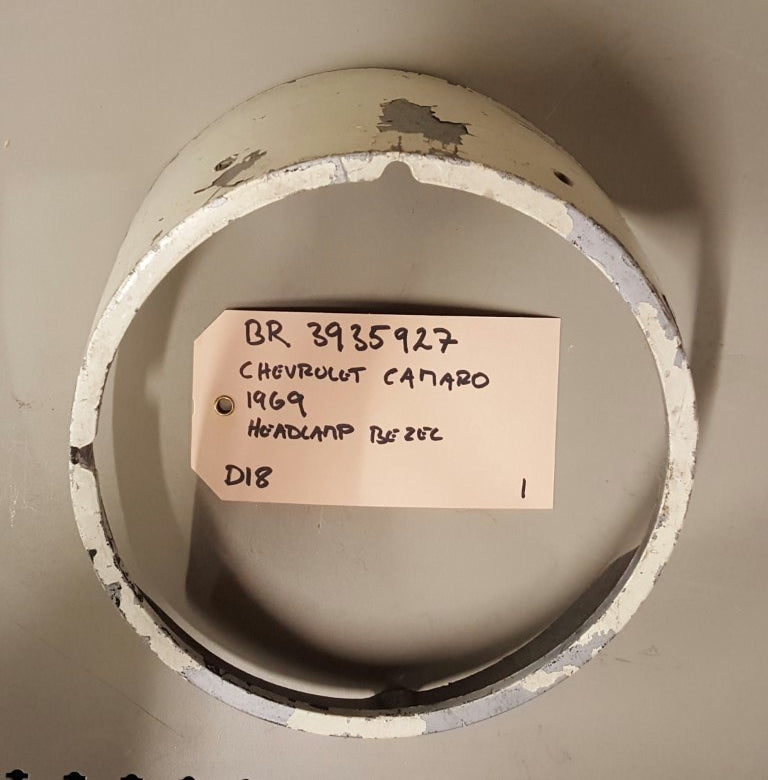 BR 3935927
CHEVROLET CAMARO
1969
HEADLAMP BEZEL
D18
1